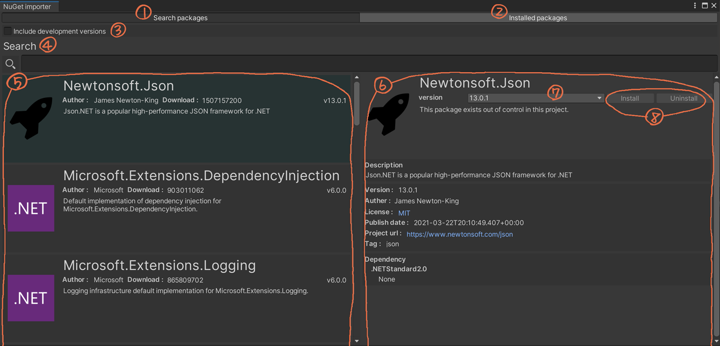 NuGet importer
① Search packages
② Installed packages
Include development versions ③
Search ④
⑤
Newtonsoft.Json
Author : James Newton-King Download : 1507157200 v13.0.1
Json.NET is a popular high-performance JSON framework for .NET
.NET
Microsoft.Extensions.DependencyInjection
Author : Microsoft Download : 903011062 v6.0.0
Default implementation of dependency injection for
Microsoft.Extensions.DependencyInjection.
.NET
Microsoft.Extensions.Logging
Author : Microsoft Download : 865809702 v6.0.0
Logging infrastructure default implementation for Microsoft.Extensions.Logging.
⑥
Newtonsoft.Json
version 13.0.1 ⑦ Install Uninstall
This package exists out of control in this project.
⑧
Description
Json.NET is a popular high-performance JSON framework for .NET
Version : 13.0.1
Author : James Newton-King
License : MIT
Publish date : 2021-03-22T20:10:49.407+00:00
Project url : https://www.newtonsoft.com/json
Tag : json
Dependency
.NETStandard2.0
None